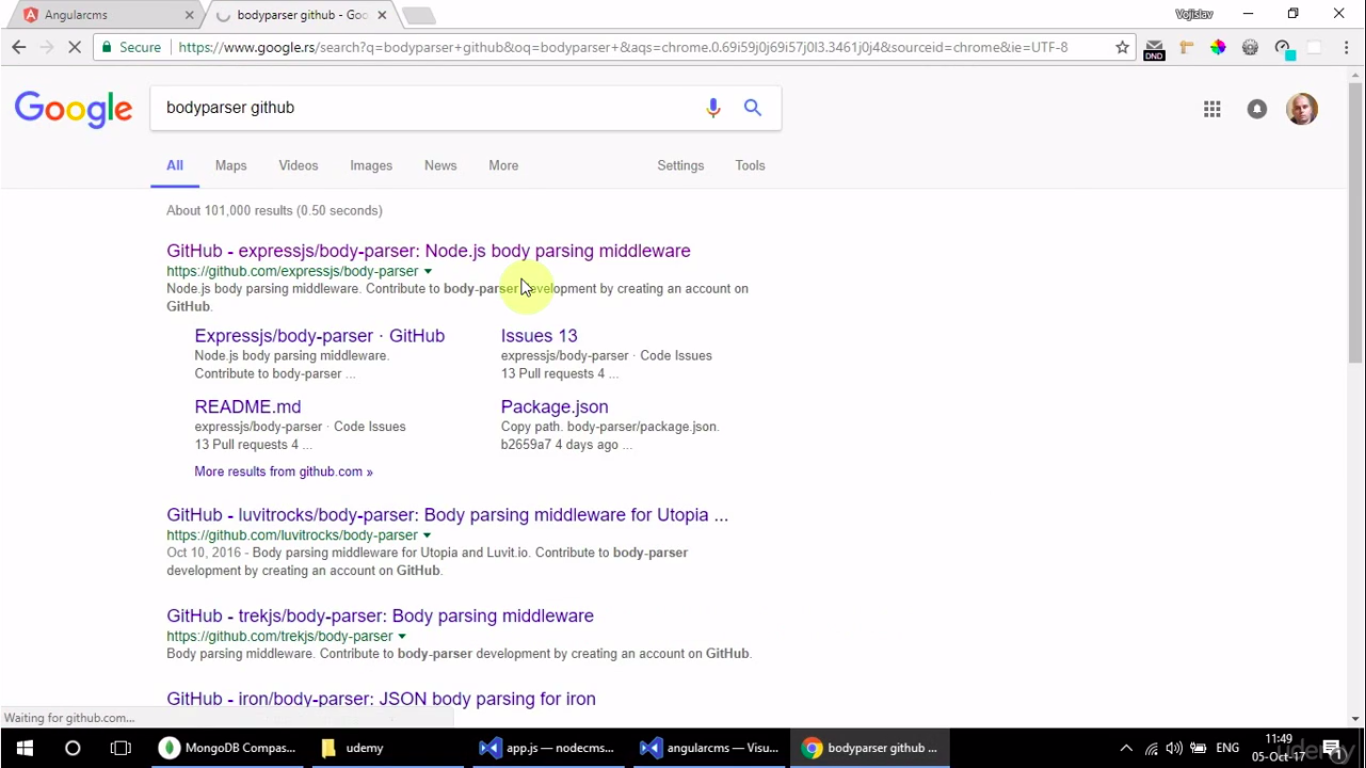 Angularcms
bodyparser github - Goo
Vojislav
Secure https://www.google.rs/search?q=bodyparser+github&oq=bodyparser+&aqs=chrome.0.69i59j0j69i57j0l3.3461j0j4&sourceid=chrome&ie=UTF-8
DND
Google
bodyparser github
All Maps Videos Images News More Settings Tools
About 101,000 results (0.50 seconds)
GitHub - expressjs/body-parser: Node.js body parsing middleware
https://github.com/expressjs/body-parser
Node.js body parsing middleware. Contribute to body-parser development by creating an account on
GitHub.
Expressjs/body-parser · GitHub
Node.js body parsing middleware.
Contribute to body-parser ...
Issues 13
expressjs/body-parser · Code Issues
13 Pull requests 4 ...
README.md
expressjs/body-parser · Code Issues
13 Pull requests 4 ...
Package.json
Copy path. body-parser/package.json.
b2659a7 4 days ago ...
More results from github.com »
GitHub - luvitrocks/body-parser: Body parsing middleware for Utopia ...
https://github.com/luvitrocks/body-parser
Oct 10, 2016 - Body parsing middleware for Utopia and Luvit.io. Contribute to body-parser
development by creating an account on GitHub.
GitHub - trekjs/body-parser: Body parsing middleware
https://github.com/trekjs/body-parser
Body parsing middleware. Contribute to body-parser development by creating an account on GitHub.
GitHub - iron/body-parser: JSON body parsing for iron
Waiting for github.com...
MongoDB Compas...
udemy
app.js — nodecms...
angularcms — Visu...
bodyparser github ...
ENG
11:49
05-Oct-17
1
udemy